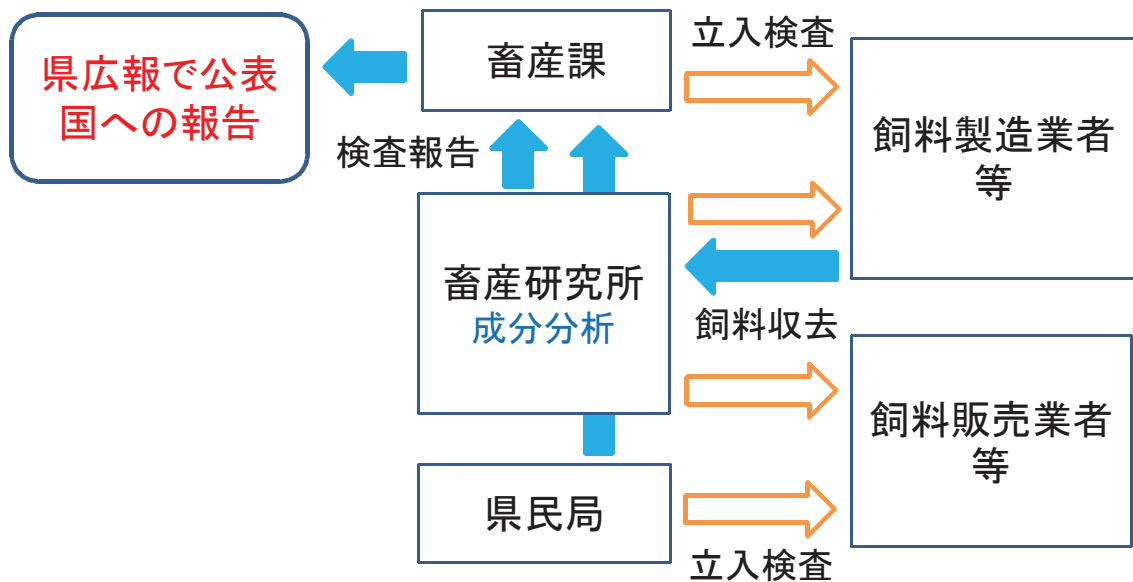 県広報で公表
国への報告
畜産課
立入検査
飼料製造業者
等
検査報告
畜産研究所
成分分析
飼料収去
飼料販売業者
等
県民局
立入検査